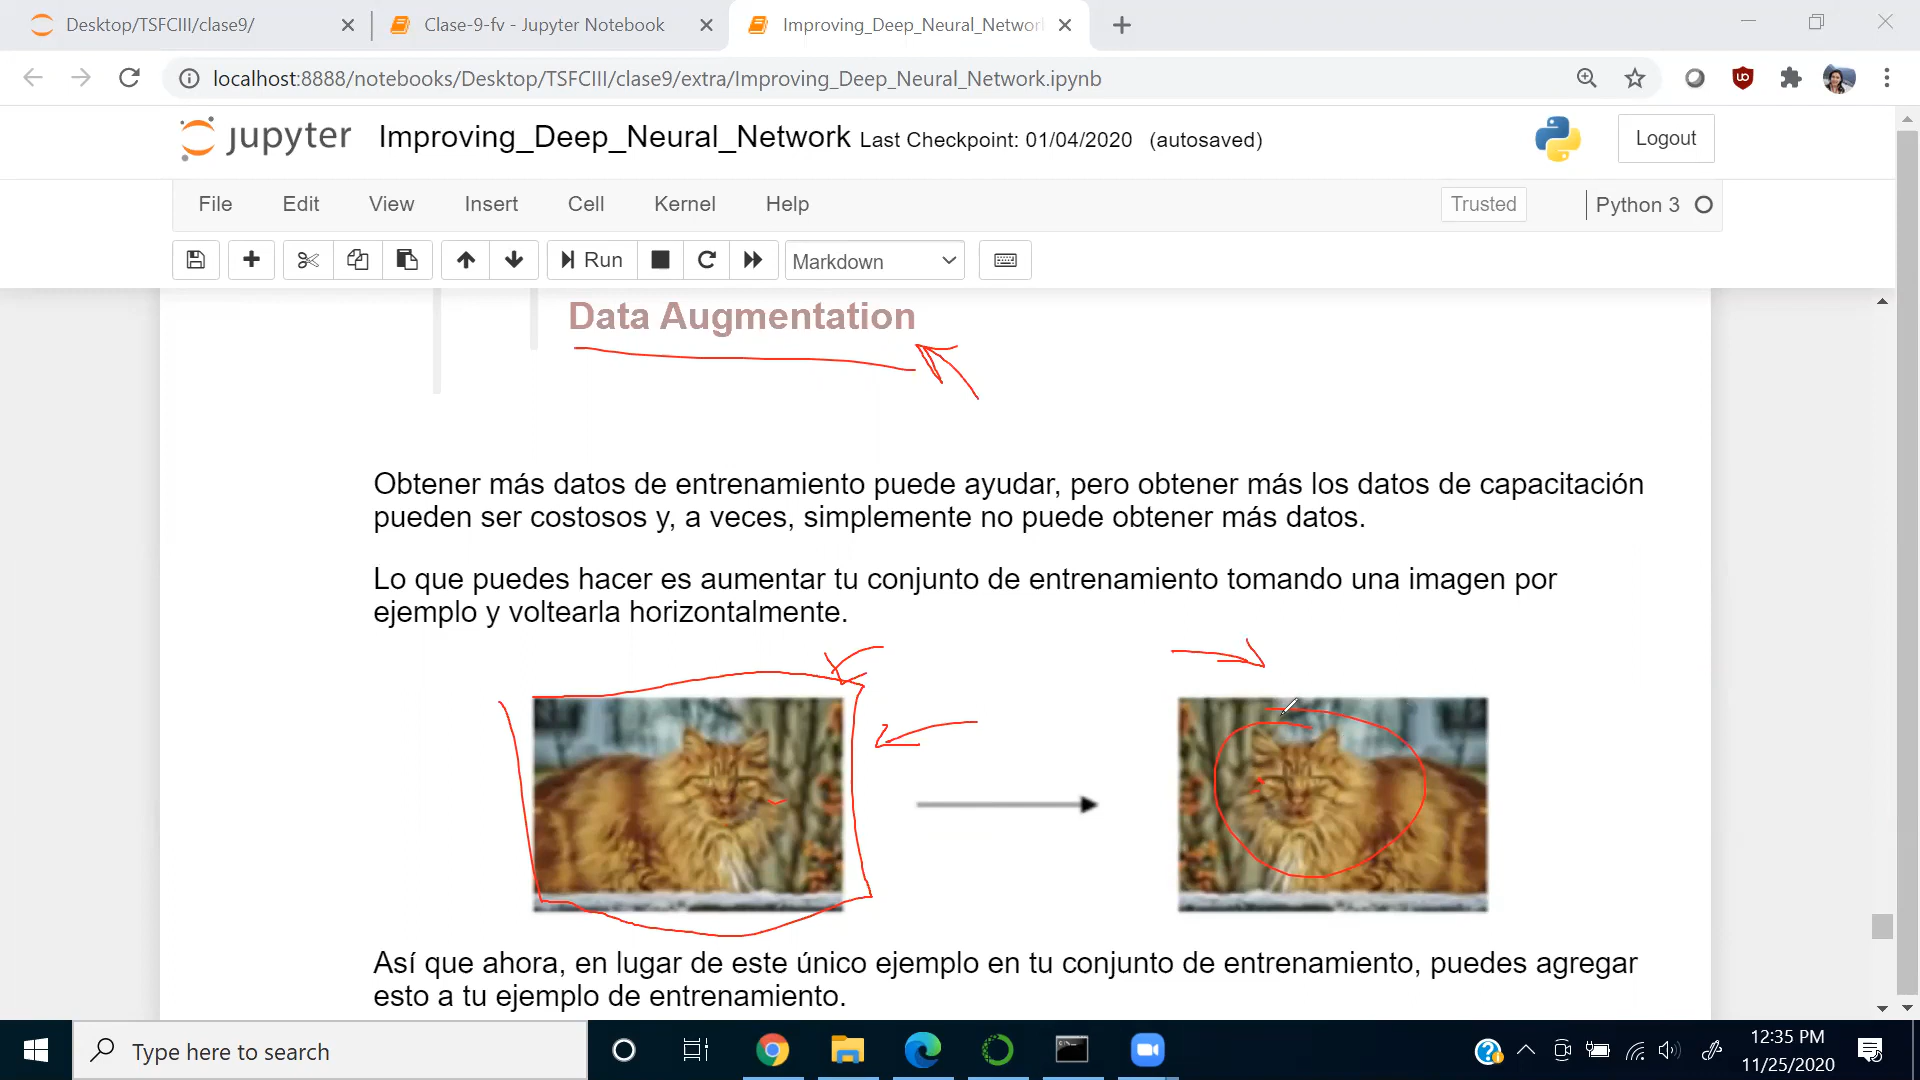 Desktop/TSFCIII/clase9/
Clase-9-fv - Jupyter Notebook
Improving_Deep_Neural_Networ
localhost:8888/notebooks/Desktop/TSFCIII/clase9/extra/Improving_Deep_Neural_Network.ipynb
jupyter Improving_Deep_Neural_Network Last Checkpoint: 01/04/2020 (autosaved)
Logout
File Edit View Insert Cell Kernel Help
Trusted
Python 3
Run
Markdown
Data Augmentation
Obtener más datos de entrenamiento puede ayudar, pero obtener más los datos de capacitación
pueden ser costosos y, a veces, simplemente no puede obtener más datos.
Lo que puedes hacer es aumentar tu conjunto de entrenamiento tomando una imagen por
ejemplo y voltearla horizontalmente.
Así que ahora, en lugar de este único ejemplo en tu conjunto de entrenamiento, puedes agregar
esto a tu ejemplo de entrenamiento.
Type here to search
12:35 PM
11/25/2020